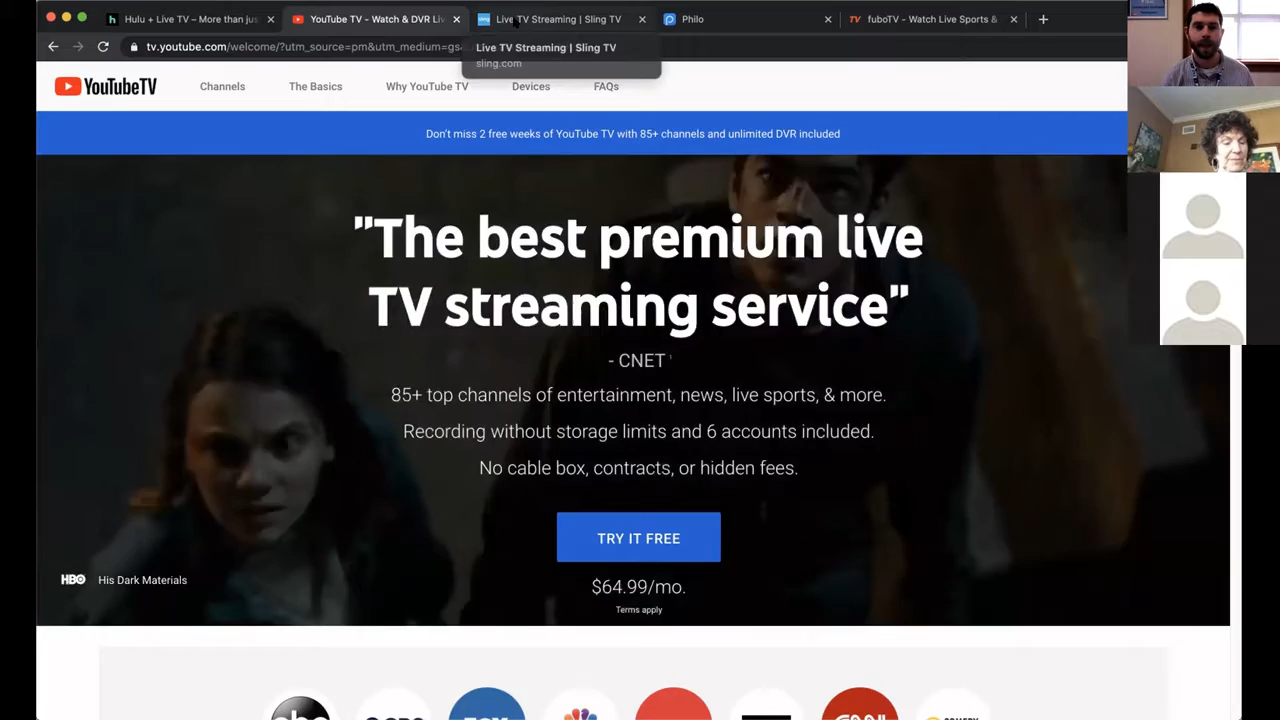 Hulu + Live TV – More than jus
YouTube TV - Watch & DVR Li
Live TV Streaming | Sling TV
Philo
fuboTV - Watch Live Sports &
tv.youtube.com/welcome/?utm_source=pm&utm_medium=gs
Live TV Streaming | Sling TV
sling.com
YouTubeTV
Channels
The Basics
Why YouTube TV
Devices
FAQs
Don't miss 2 free weeks of YouTube TV with 85+ channels and unlimited DVR included
"The best premium live
TV streaming service"
- CNET
85+ top channels of entertainment, news, live sports, & more.
Recording without storage limits and 6 accounts included.
No cable box, contracts, or hidden fees.
TRY IT FREE
$64.99/mo.
Terms apply
HBO His Dark Materials
abc
FOX
CNN